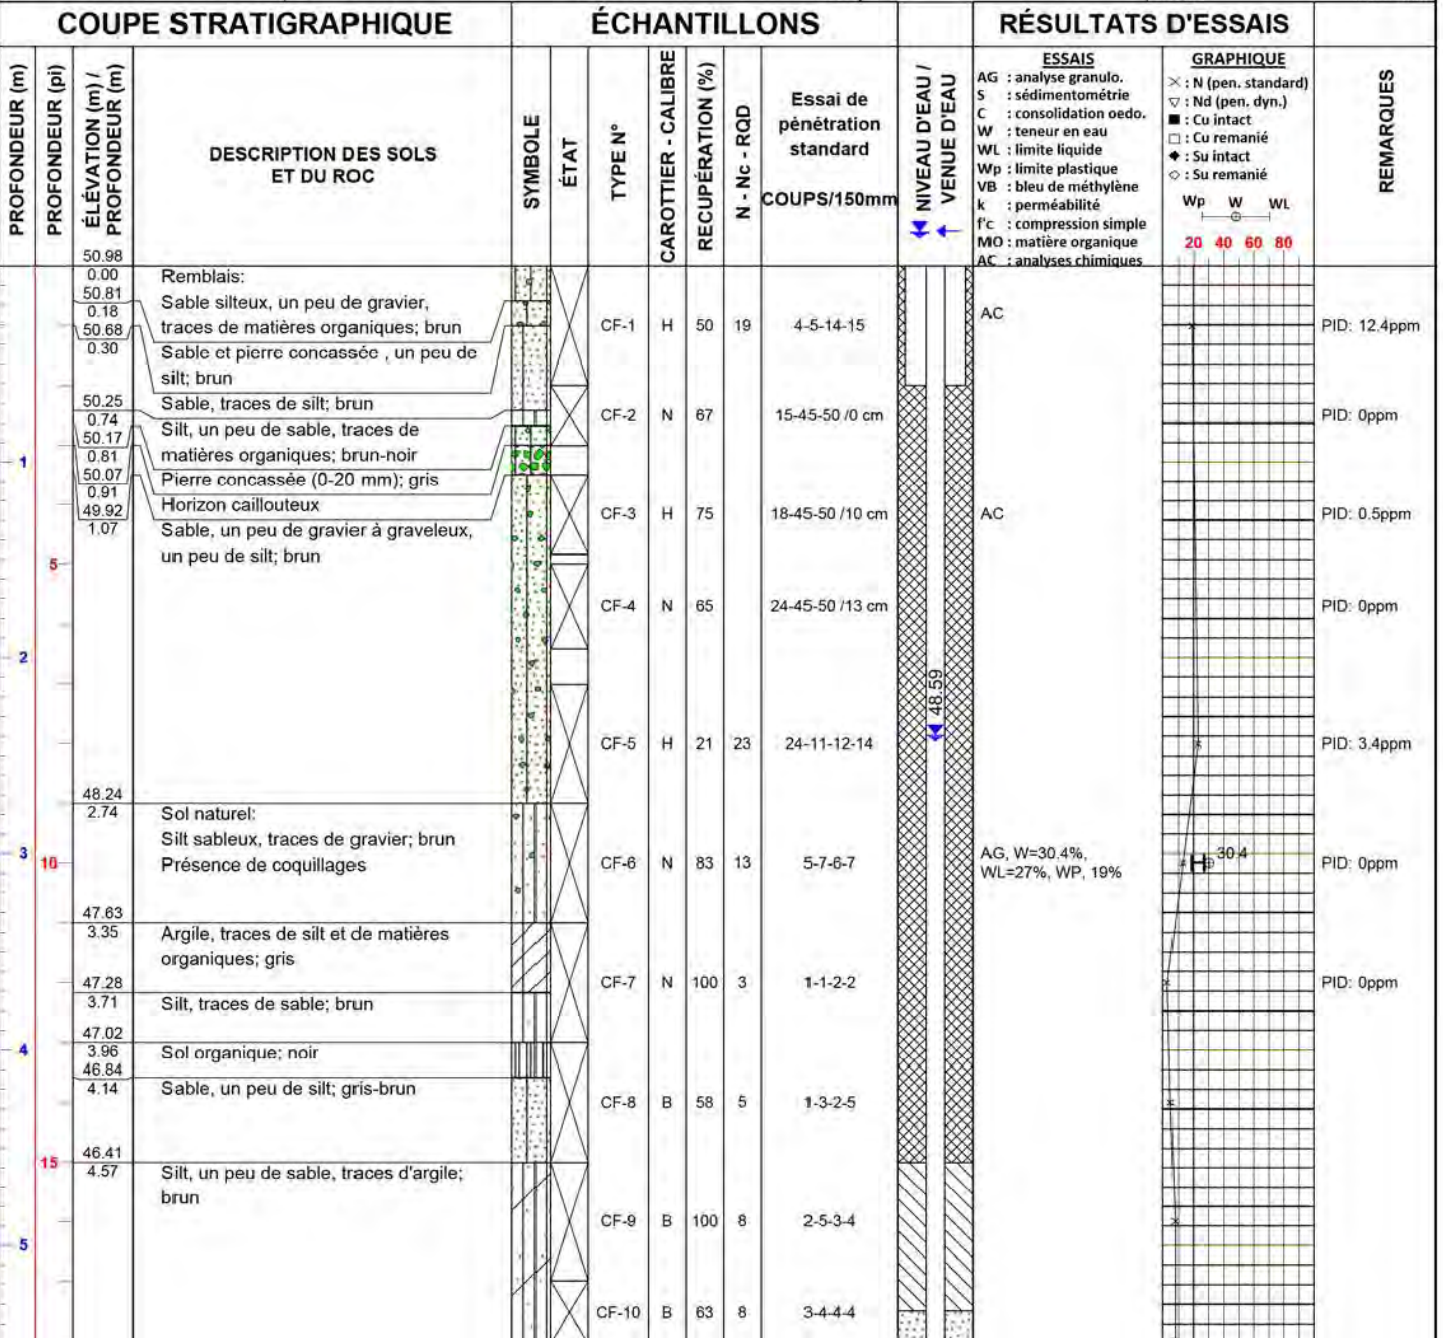 COUPE STRATIGRAPHIQUE
ÉCHANTILLONS
RÉSULTATS D'ESSAIS
PROFONDEUR (m)
PROFONDEUR (pi)
ÉLÉVATION (m) /
PROFONDEUR (m)
DESCRIPTION DES SOLS
ET DU ROC
SYMBOLE
ÉTAT
TYPE N°
CAROTTIER - CALIBRE
RECUPÉRATION (%)
N - Nc - RQD
Essai de
pénétration
standard
COUPS/150mm
NIVEAU D'EAU /
VENUE D'EAU
ESSAIS
AG : analyse granulo.
S : sédimentométrie
C : consolidation oedo.
W : teneur en eau
WL : limite liquide
Wp : limite plastique
VB : bleu de méthylène
k : perméabilité
f'c : compression simple
MO : matière organique
AC : analyses chimiques
GRAPHIQUE
× : N (pen. standard)
▽ : Nd (pen. dyn.)
■ : Cu intact
□ : Cu remanié
◆ : Su intact
◇ : Su remanié
Wp W WL
20 40 60 80
REMARQUES
50.98
0.00
50.81
0.18
50.68
0.30
50.25
0.74
50.17
0.81
50.07
0.91
49.92
1.07
48.24
2.74
47.63
3.35
47.28
3.71
47.02
3.96
46.84
4.14
46.41
4.57
1
2
3
4
5
5
10
15
Remblais:
Sable silteux, un peu de gravier,
traces de matières organiques; brun
Sable et pierre concassée , un peu de
silt; brun
Sable, traces de silt; brun
Silt, un peu de sable, traces de
matières organiques; brun-noir
Pierre concassée (0-20 mm); gris
Horizon caillouteux
Sable, un peu de gravier à graveleux,
un peu de silt; brun
Sol naturel:
Silt sableux, traces de gravier; brun
Présence de coquillages
Argile, traces de silt et de matières
organiques; gris
Silt, traces de sable; brun
Sol organique; noir
Sable, un peu de silt; gris-brun
Silt, un peu de sable, traces d'argile;
brun
CF-1 H 50 19 4-5-14-15 AC PID: 12.4ppm
CF-2 N 67 15-45-50 /0 cm PID: 0ppm
CF-3 H 75 18-45-50 /10 cm AC PID: 0.5ppm
CF-4 N 65 24-45-50 /13 cm PID: 0ppm
48.59
CF-5 H 21 23 24-11-12-14 PID: 3.4ppm
CF-6 N 83 13 5-7-6-7 AG, W=30.4%, 30.4 PID: 0ppm
WL=27%, WP, 19%
CF-7 N 100 3 1-1-2-2 PID: 0ppm
CF-8 B 58 5 1-3-2-5
CF-9 B 100 8 2-5-3-4
CF-10 B 63 8 3-4-4-4